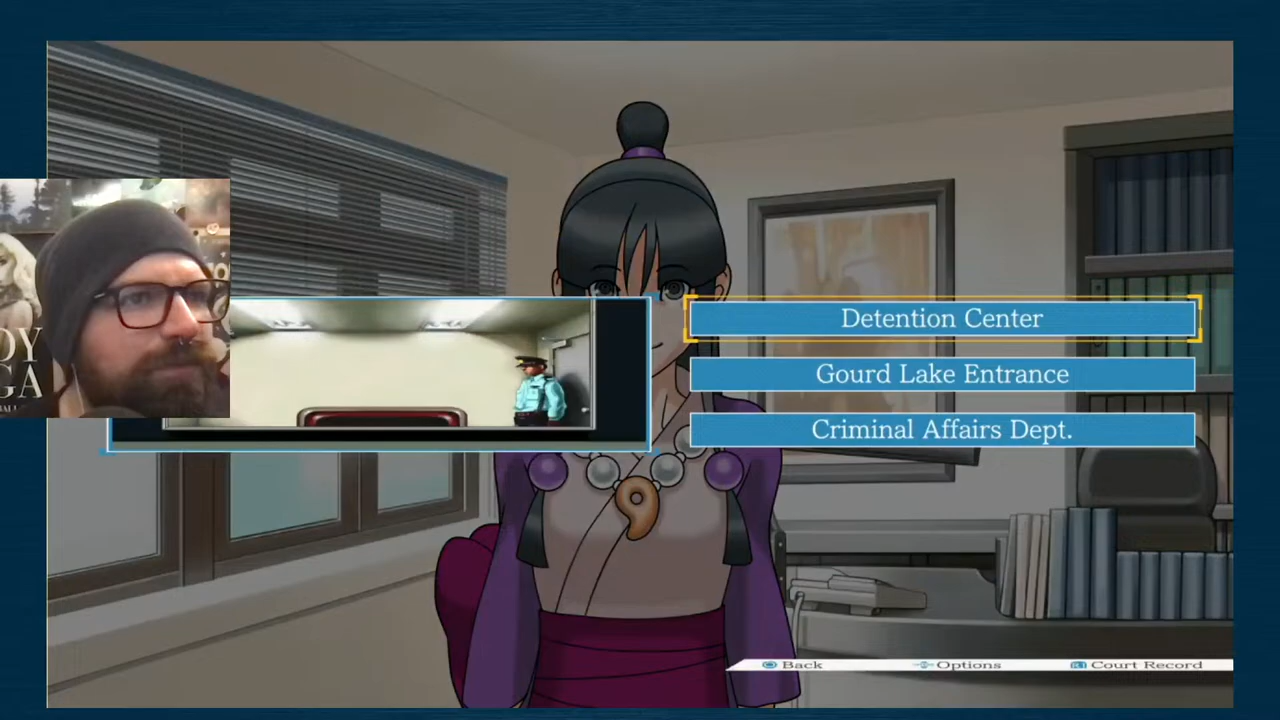 Detention Center
Gourd Lake Entrance
Criminal Affairs Dept.
Back
Options
Court Record